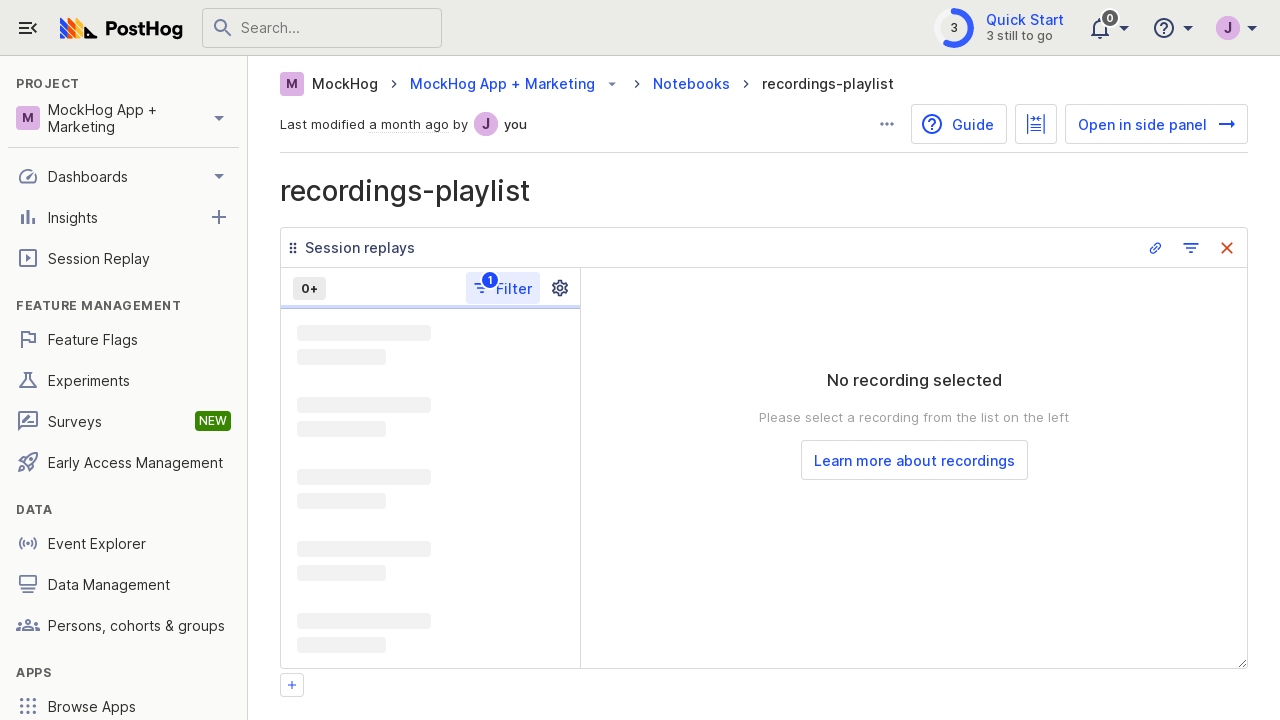 PostHog
Search...
3
Quick Start
3 still to go
0
J
PROJECT
M
MockHog App +
Marketing
Dashboards
Insights
Session Replay
FEATURE MANAGEMENT
Feature Flags
Experiments
Surveys
NEW
Early Access Management
DATA
Event Explorer
Data Management
Persons, cohorts & groups
APPS
Browse Apps
M MockHog MockHog App + Marketing Notebooks recordings-playlist
Last modified a month ago by J you
Guide
Open in side panel
recordings-playlist
Session replays
0+
1
Filter
No recording selected
Please select a recording from the list on the left
Learn more about recordings